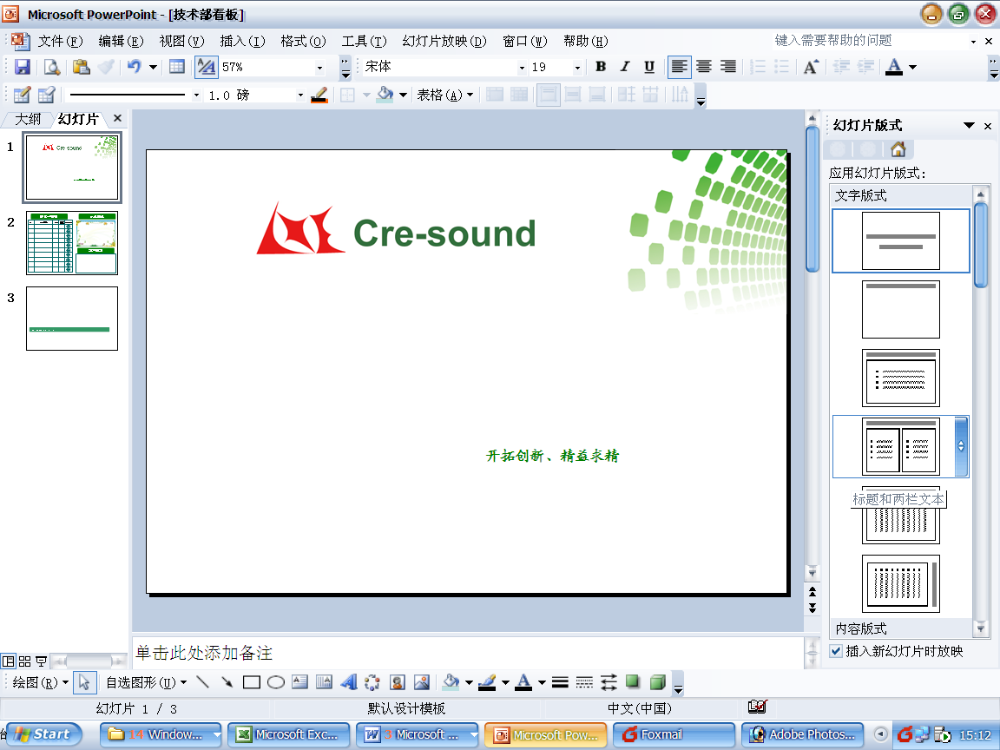 Microsoft PowerPoint - [技术部看板]
文件(F) 编辑(E) 视图(V) 插入(I) 格式(O) 工具(T) 幻灯片放映(D) 窗口(W) 帮助(H) 键入需要帮助的问题
57% 宋体 19 B I U A A
1.0 磅 表格(A)
大纲 幻灯片
幻灯片版式
应用幻灯片版式:
文字版式
1
Cre-sound
2
3
Cre-sound
开拓创新、精益求精
标题和两栏文本
内容版式
插入新幻灯片时放映
单击此处添加备注
绘图(R) 自选图形(U)
幻灯片 1 / 3 默认设计模板 中文(中国)
Start 14 Window... Microsoft Exc... 3 Microsoft ... Microsoft Pow... Foxmail Adobe Photos... 15:12